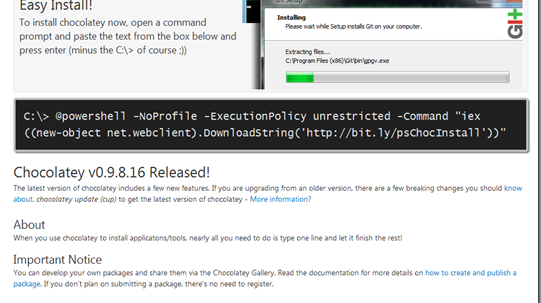 Easy Install!
To install chocolatey now, open a command
prompt and paste the text from the box below and
press enter (minus the C:\> of course ;))
Installing
Please wait while Setup installs Git on your computer.
Extracting files...
C:\Program Files (x86)\Git\bin\gpgv.exe
Git
C:\> @powershell -NoProfile -ExecutionPolicy unrestricted -Command "iex
((new-object net.webclient).DownloadString('http://bit.ly/psChocInstall'))"
Chocolatey v0.9.8.16 Released!
The latest version of chocolatey includes a few new features. If you are upgrading from an older version, there are a few breaking changes you should know
about. chocolatey update (cup) to get the latest version of chocolatey - More information?
About
When you use chocolatey to install applicatons/tools, nearly all you need to do is type one line and let it finish the rest!
Important Notice
You can develop your own packages and share them via the Chocolatey Gallery. Read the documentation for more details on how to create and publish a
package. If you don't plan on submitting a package, there's no need to register.